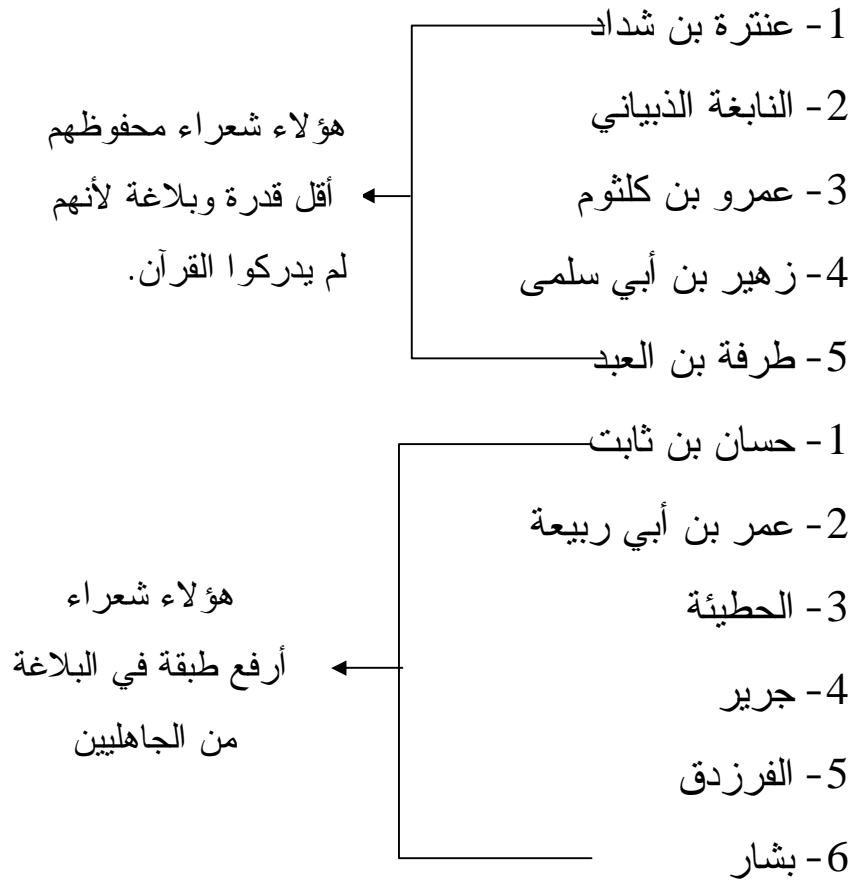 1- عنترة بن شداد
2- النابغة الذبياني
3- عمرو بن كلثوم
4- زهير بن أبي سلمى
5- طرفة بن العبد
هؤلاء شعراء محفوظهم
أقل قدرة وبلاغة لأنهم
لم يدركوا القرآن.
1- حسان بن ثابت
2- عمر بن أبي ربيعة
3- الحطيئة
4- جرير
5- الفرزدق
6- بشار
هؤلاء شعراء
أرفع طبقة في البلاغة
من الجاهليين